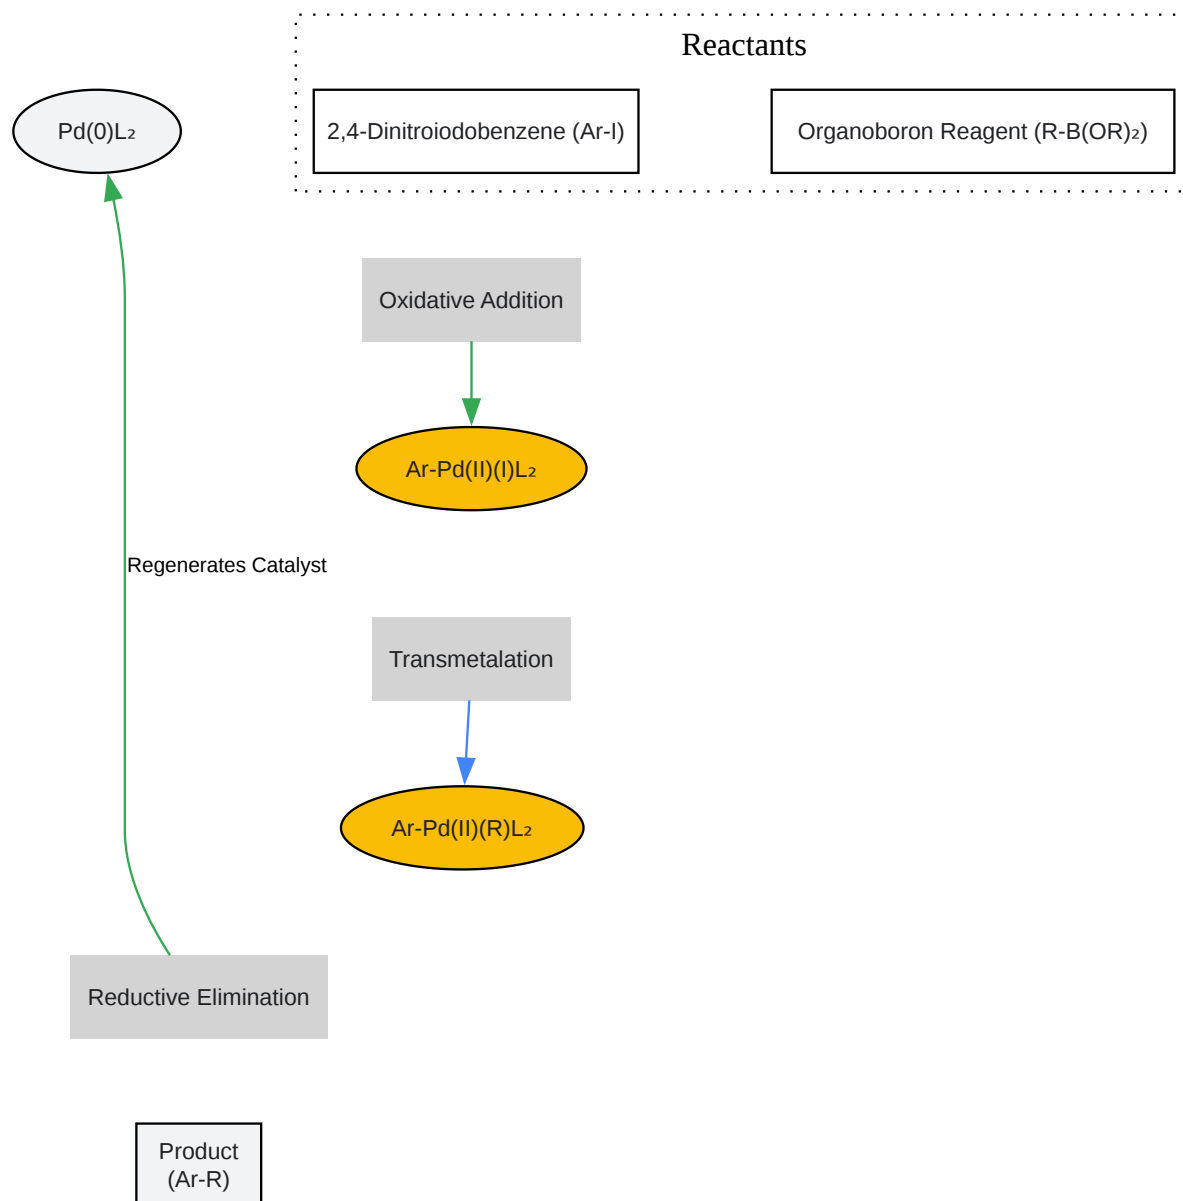 Reactants
Pd(0)L₂
2,4-Dinitroiodobenzene (Ar-I)
Organoboron Reagent (R-B(OR)₂)
Oxidative Addition
Ar-Pd(II)(I)L₂
Regenerates Catalyst
Transmetalation
Ar-Pd(II)(R)L₂
Reductive Elimination
Product
(Ar-R)